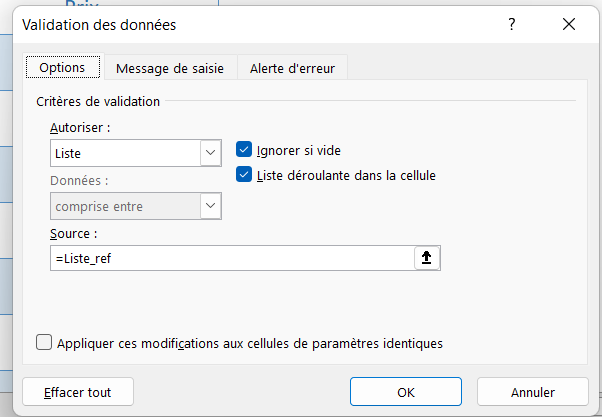 Prix
Validation des données
?
Options
Message de saisie
Alerte d'erreur
Critères de validation
Autoriser :
Liste
Ignorer si vide
Liste déroulante dans la cellule
Données :
comprise entre
Source :
=Liste_ref
Appliquer ces modifications aux cellules de paramètres identiques
Effacer tout
OK
Annuler